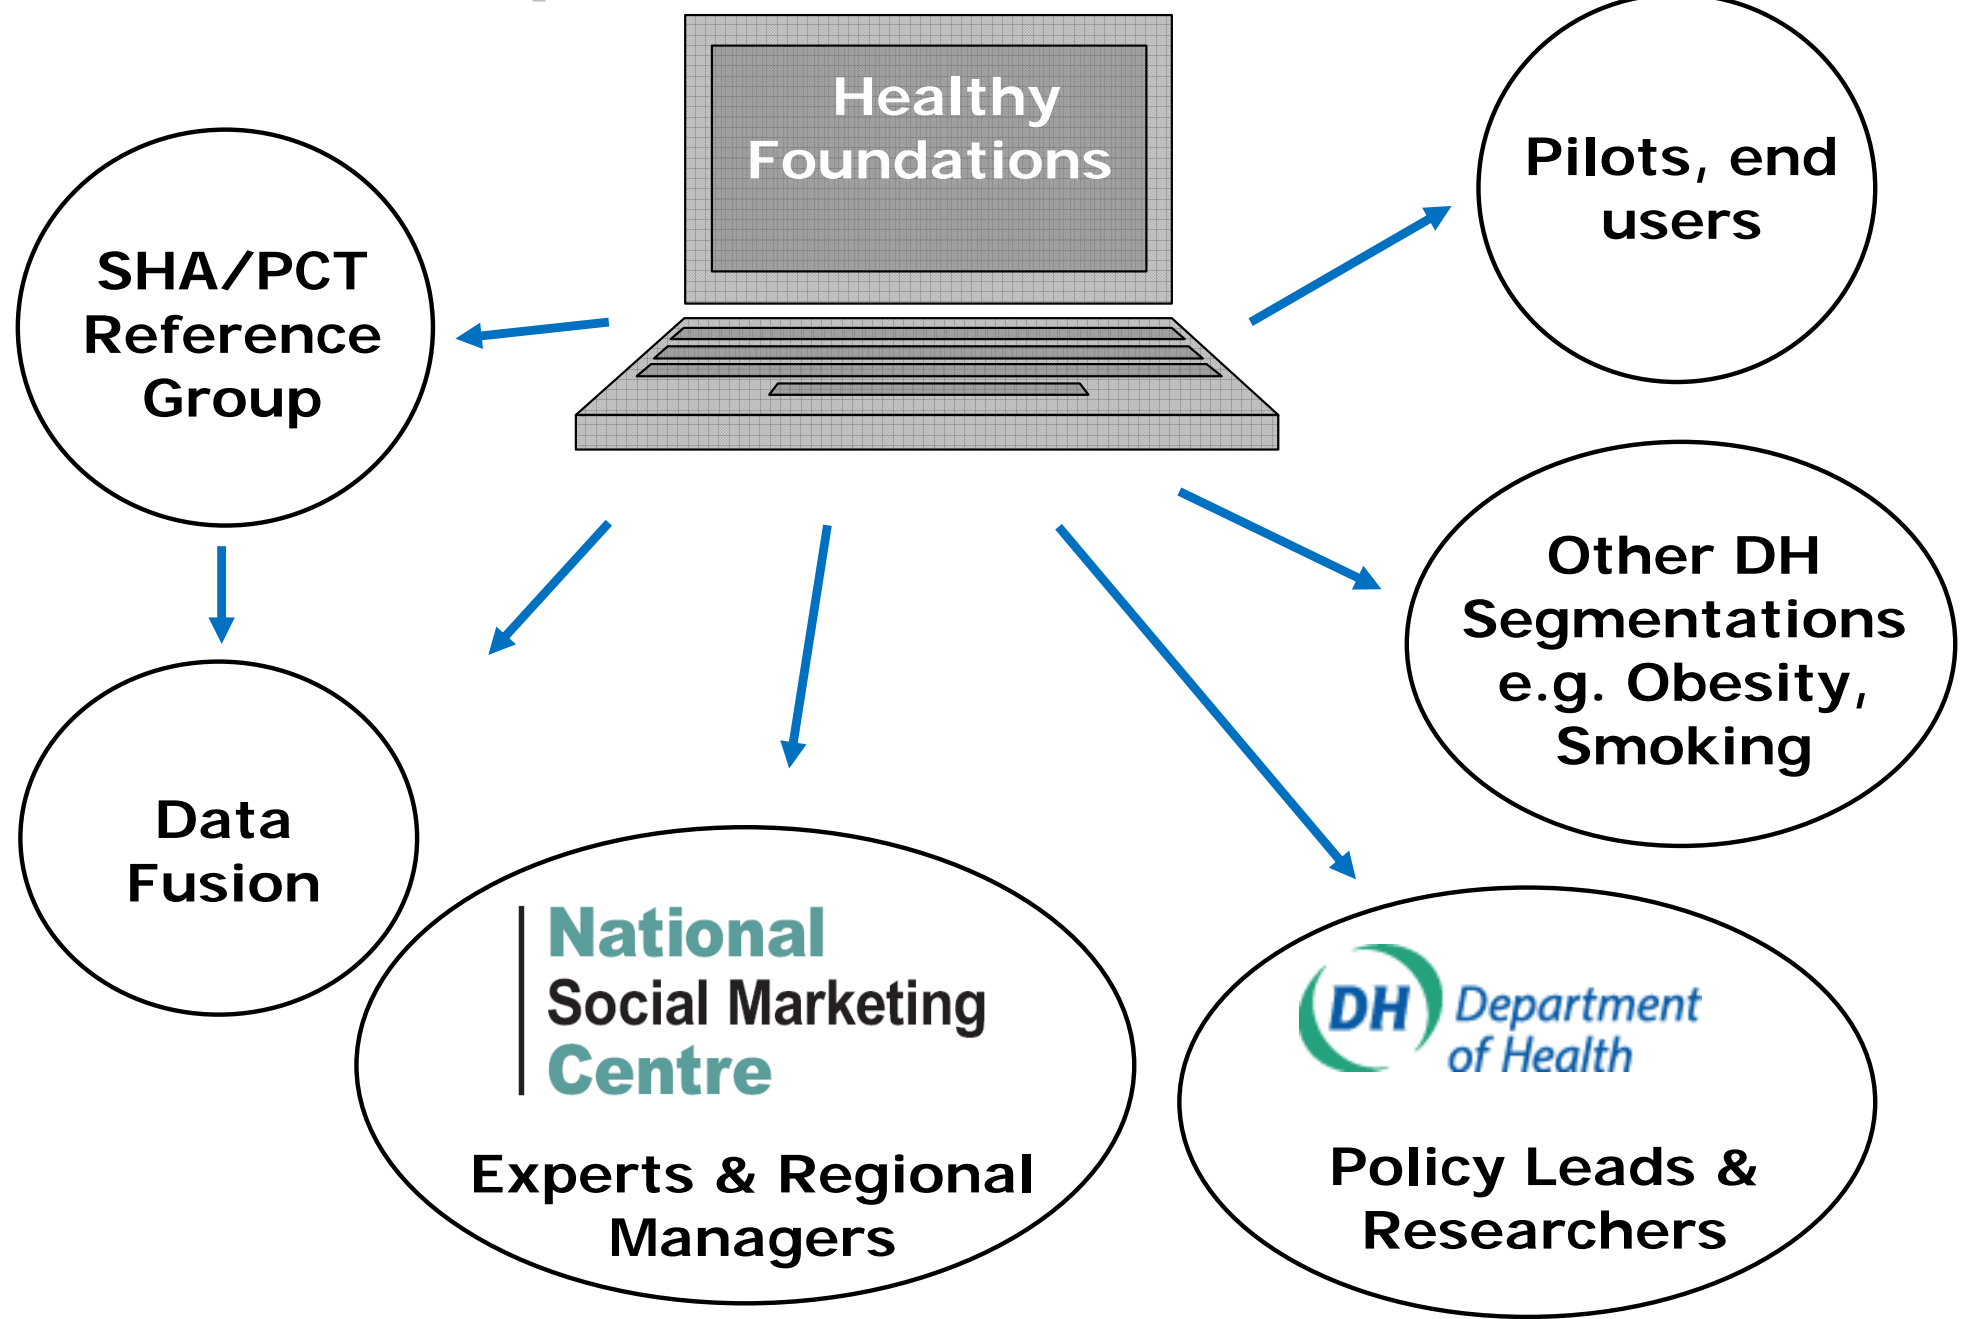 Healthy
Foundations
Pilots, end
users
SHA/PCT
Reference
Group
Other DH
Segmentations
e.g. Obesity,
Smoking
Data
Fusion
National
Social Marketing
Centre
Experts & Regional
Managers
DH Department
of Health
Policy Leads &
Researchers